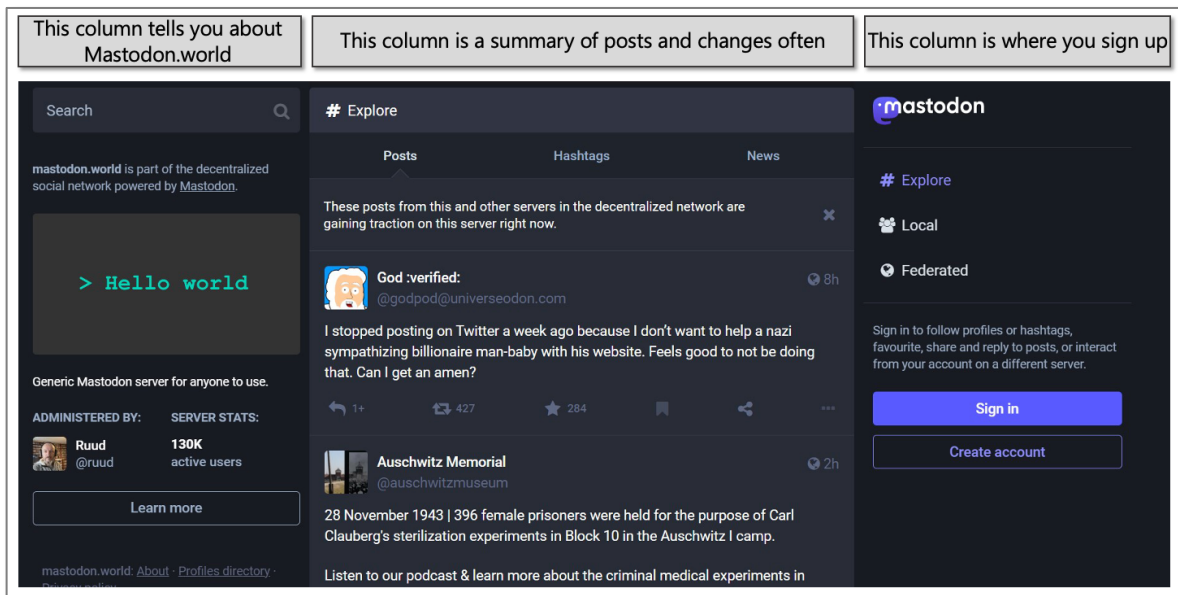 This column tells you about
Mastodon.world
This column is a summary of posts and changes often
This column is where you sign up
Search
mastodon.world is part of the decentralized
social network powered by Mastodon.
> Hello world
Generic Mastodon server for anyone to use.
ADMINISTERED BY:
Ruud
@ruud
SERVER STATS:
130K
active users
Learn more
mastodon.world: About · Profiles directory ·
Privacy policy
# Explore
Posts Hashtags News
These posts from this and other servers in the decentralized network are
gaining traction on this server right now.
God :verified: 8h
@godpod@universeodon.com
I stopped posting on Twitter a week ago because I don't want to help a nazi
sympathizing billionaire man-baby with his website. Feels good to not be doing
that. Can I get an amen?
1+ 427 284
Auschwitz Memorial 2h
@auschwitzmuseum
28 November 1943 | 396 female prisoners were held for the purpose of Carl
Clauberg's sterilization experiments in Block 10 in the Auschwitz I camp.
Listen to our podcast & learn more about the criminal medical experiments in
mastodon
# Explore
Local
Federated
Sign in to follow profiles or hashtags,
favourite, share and reply to posts, or interact
from your account on a different server.
Sign in
Create account